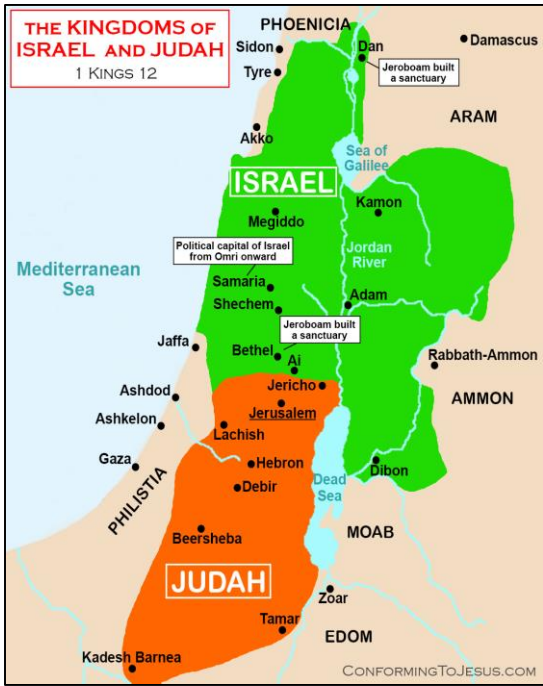 THE KINGDOMS OF
ISRAEL AND JUDAH
1 KINGS 12
PHOENICIA
Sidon
Dan
Damascus
Tyre
Jeroboam built
a sanctuary
ARAM
Akko
Sea of
Galilee
ISRAEL
Kamon
Megiddo
Political capital of Israel
from Omri onward
Jordan
River
Mediterranean
Sea
Samaria
Adam
Shechem
Jeroboam built
a sanctuary
Jaffa
Bethel
Ai
Rabbath-Ammon
Jericho
Ashdod
AMMON
Jerusalem
Ashkelon
Lachish
Gaza
Hebron
Dibon
PHILISTIA
Dead
Sea
Debir
Beersheba
MOAB
JUDAH
Zoar
Tamar
EDOM
Kadesh Barnea
CONFORMINGTOJESUS.COM